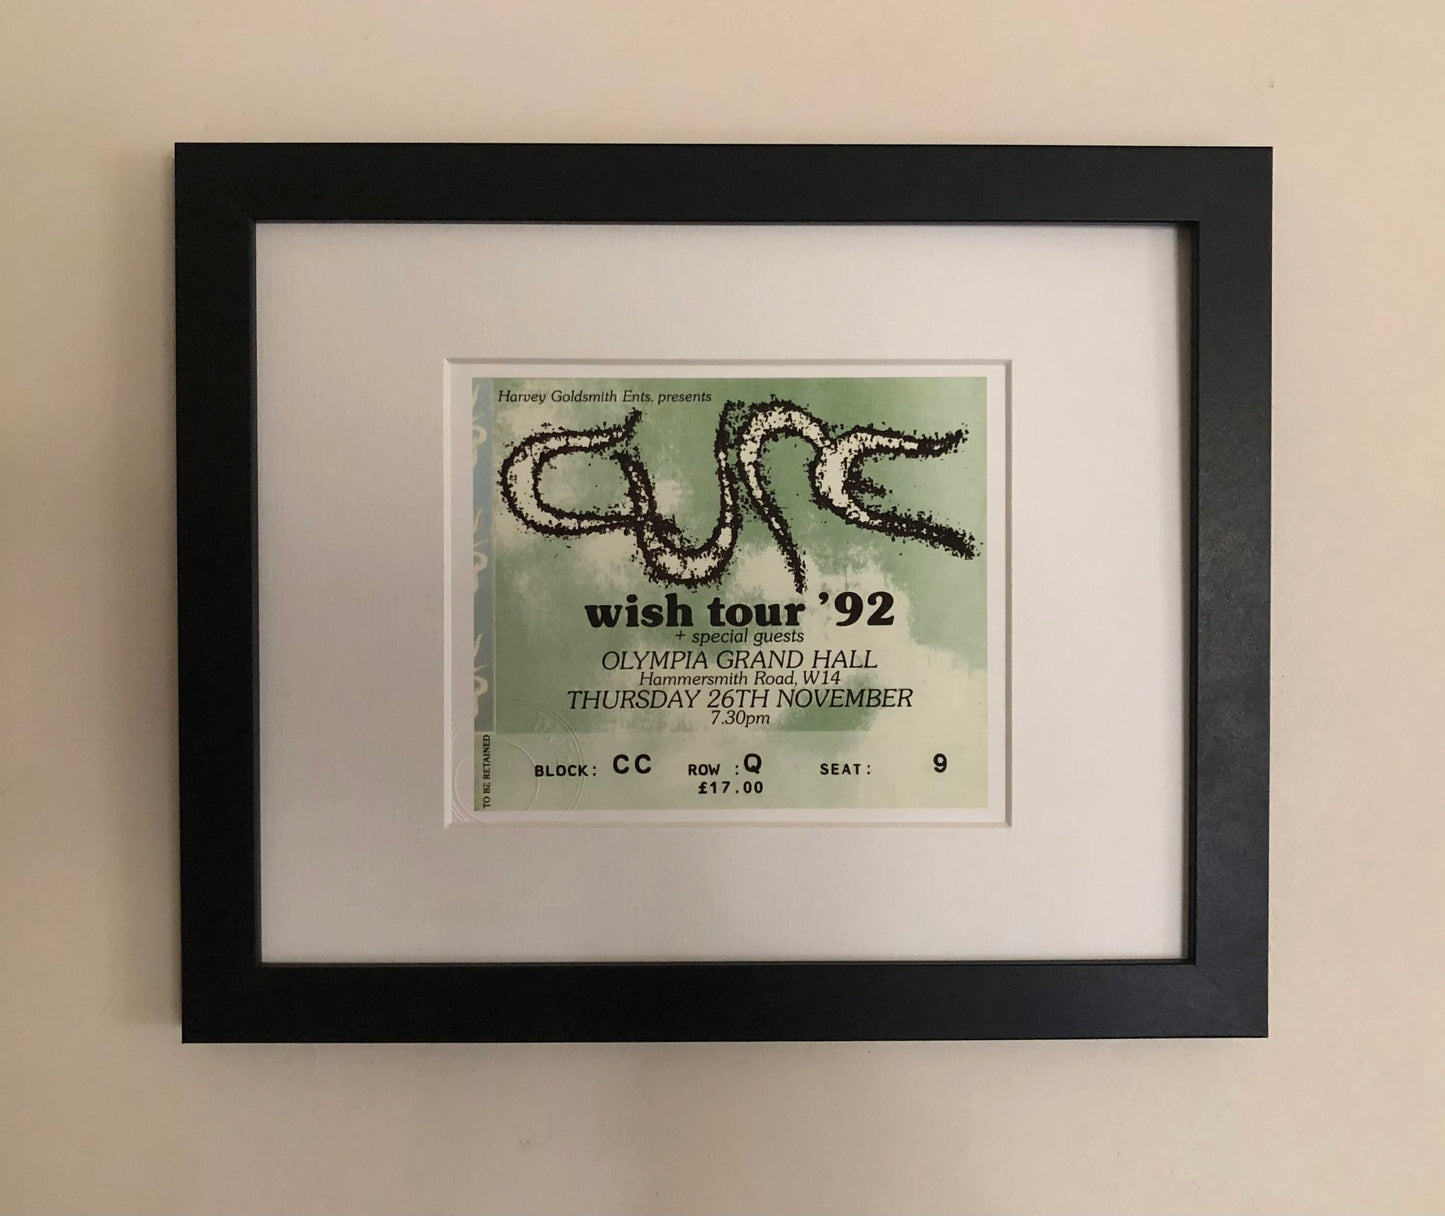 Harvey Goldsmith Ents. presents
CURE
wish tour '92
+ special guests
OLYMPIA GRAND HALL
Hammersmith Road, W14
THURSDAY 26TH NOVEMBER
7.30pm
TO BE RETAINED
BLOCK: CC ROW :Q SEAT: 9
£17.00